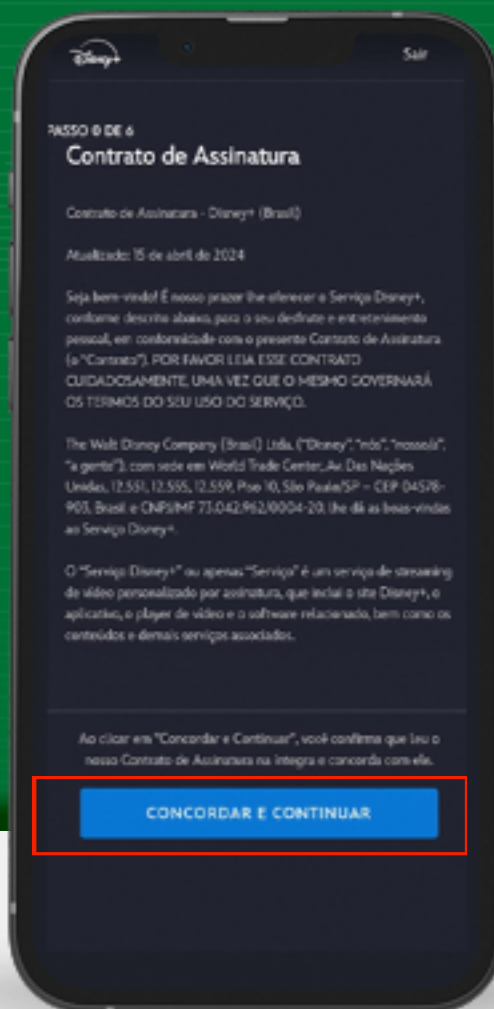 Disney+
Sair
PASSO 0 DE 6
Contrato de Assinatura
Contrato de Assinatura - Disney+ (Brasil)
Atualizado: 15 de abril de 2024
Seja bem-vindo! É nosso prazer lhe oferecer o Serviço Disney+,
conforme descrito abaixo, para o seu desfrute e entretenimento
pessoal, em conformidade com o presente Contrato de Assinatura
(o "Contrato"). POR FAVOR LEIA ESSE CONTRATO
CUIDADOSAMENTE, UMA VEZ QUE O MESMO GOVERNARÁ
OS TERMOS DO SEU USO DO SERVIÇO.
The Walt Disney Company (Brasil) Ltda. ("Disney", "nós", "nosso/a",
"a gente"), com sede em World Trade Center, Av. Das Nações
Unidas, 12.551, 12.555, 12.559, Piso 10, São Paulo/SP – CEP 04578-
903, Brasil e CNPJ/MF 73.042.962/0004-20, lhe dá as boas-vindas
ao Serviço Disney+.
O "Serviço Disney+" ou apenas "Serviço" é um serviço de streaming
de vídeo personalizado por assinatura, que inclui o site Disney+, o
aplicativo, o player de vídeo e o software relacionado, bem como os
conteúdos e demais serviços associados.
Ao clicar em "Concordar e Continuar", você confirma que leu o
nosso Contrato de Assinatura na íntegra e concorda com ele.
CONCORDAR E CONTINUAR